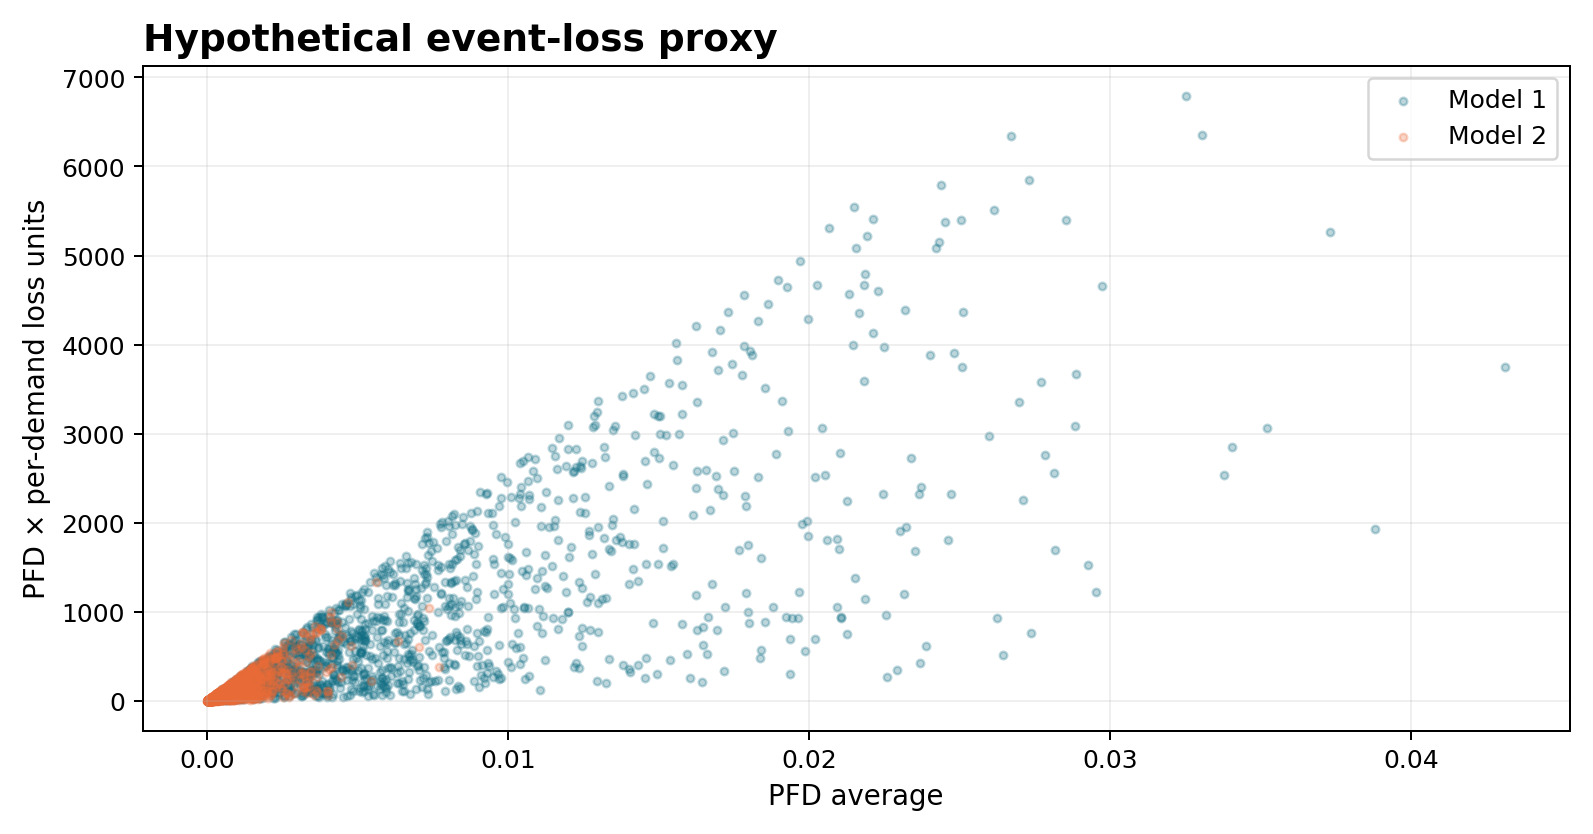 Hypothetical event-loss proxy
7000
6000
5000
4000
3000
2000
1000
0
PFD × per-demand loss units
Model 1
Model 2
0.00
0.01
0.02
0.03
0.04
PFD average